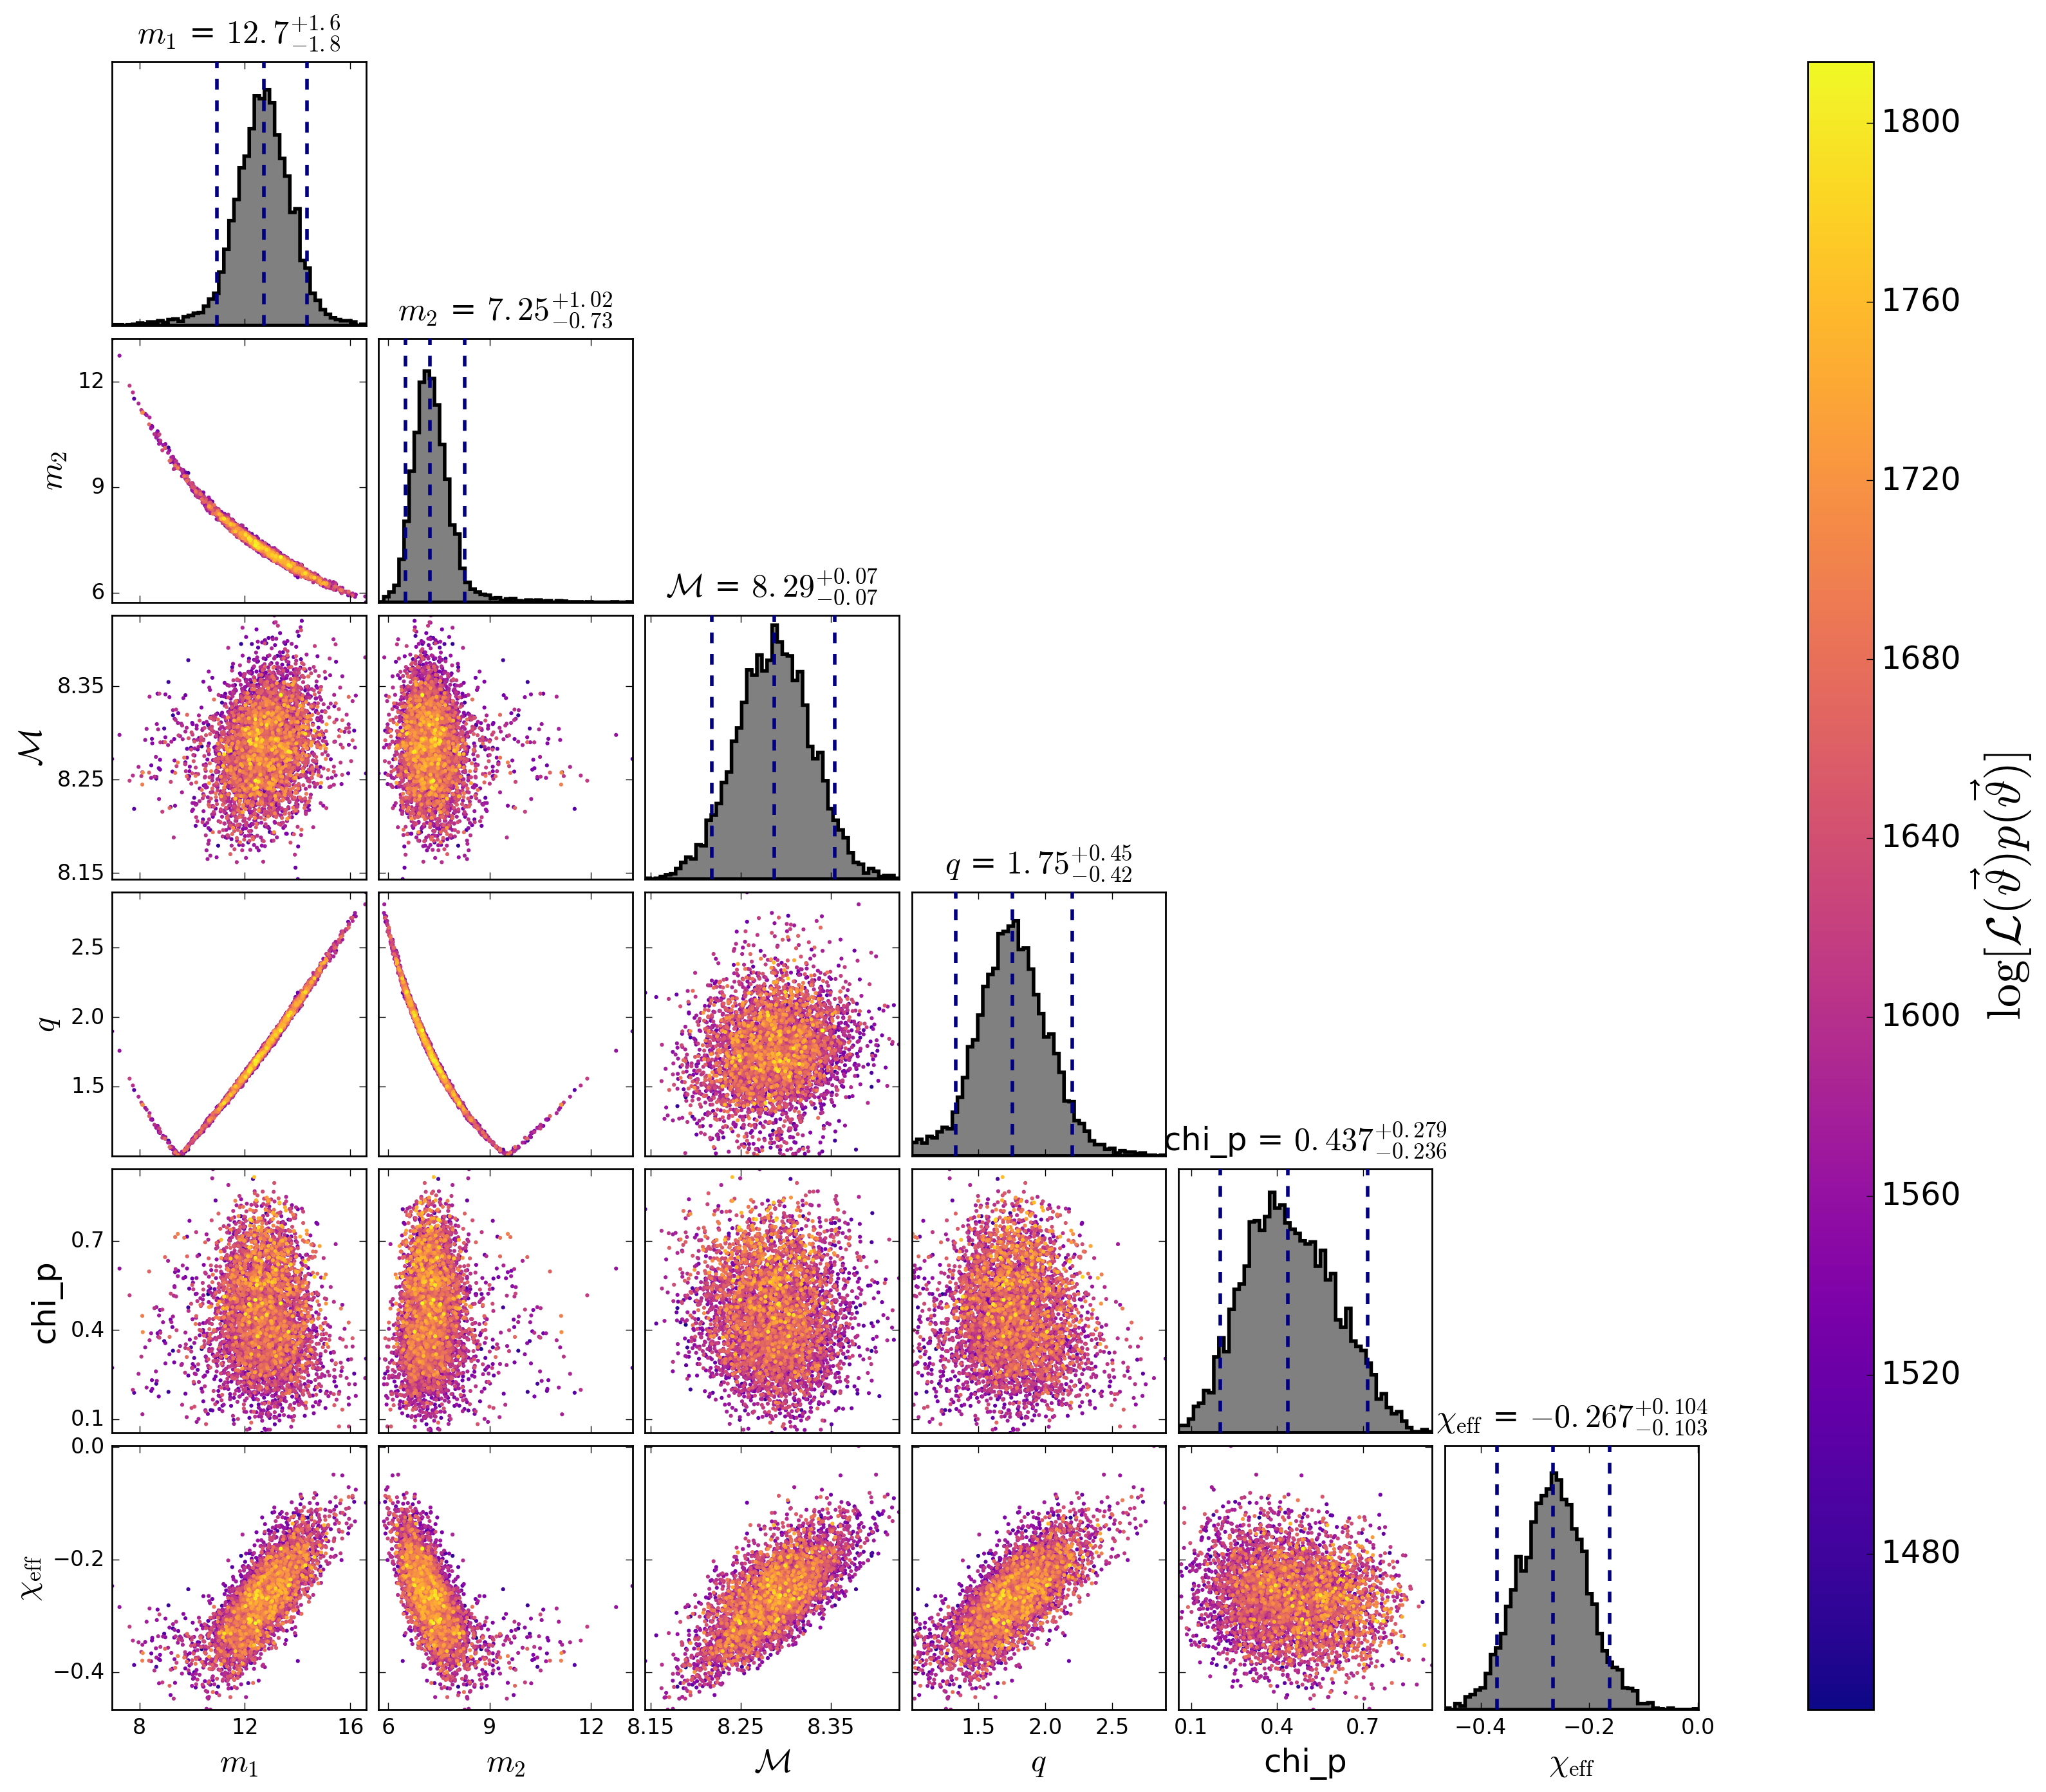 m₁ = 12.7 +1.6 −1.8
1800
m₂ = 7.25 +1.02 −0.73
1760
12
m₂
9
1720
6
ℳ = 8.29 +0.07 −0.07
1680
8.35
ℳ
8.25
1640
8.15
log[ℒ(ϑ⃗)p(ϑ⃗)]
q = 1.75 +0.45 −0.42
2.5
q
2.0
1600
1.5
chi_p = 0.437 +0.279 −0.236
1560
0.7
chi_p
0.4
1520
0.1
χeff = −0.267 +0.104 −0.103
0.0
χeff
−0.2
1480
−0.4
8 12 16 6 9 12 8.15 8.25 8.35 1.5 2.0 2.5 0.1 0.4 0.7 −0.4 −0.2 0.0
m₁ m₂ ℳ q chi_p χeff